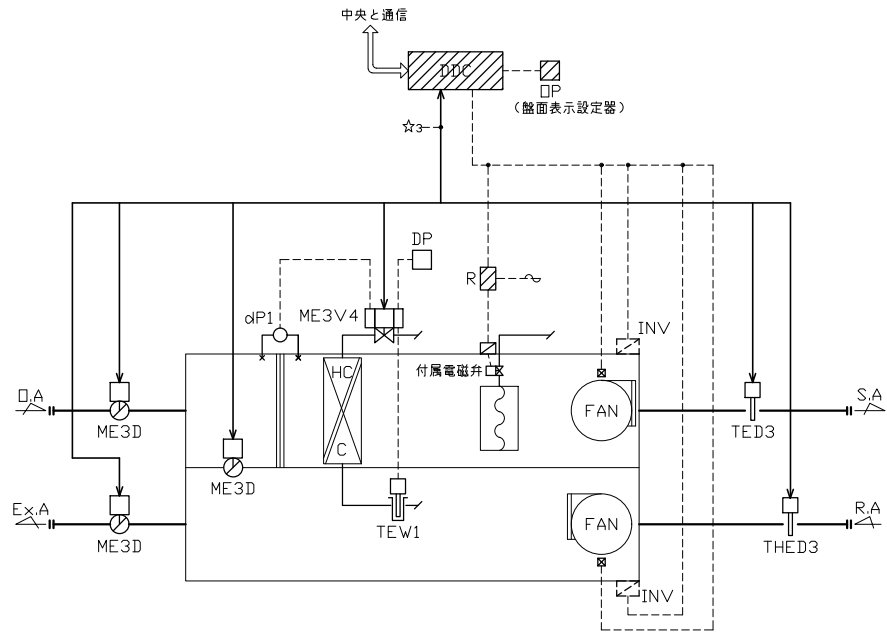 中央と通信
DDC
OP
(盤面表示設定器)
☆3
DP
R
dP1
ME3V4
INV
付属電磁弁
HC
C
O.A
FAN
S.A
ME3D
TED3
ME3D
Ex.A
FAN
R.A
TEW1
ME3D
THED3
INV